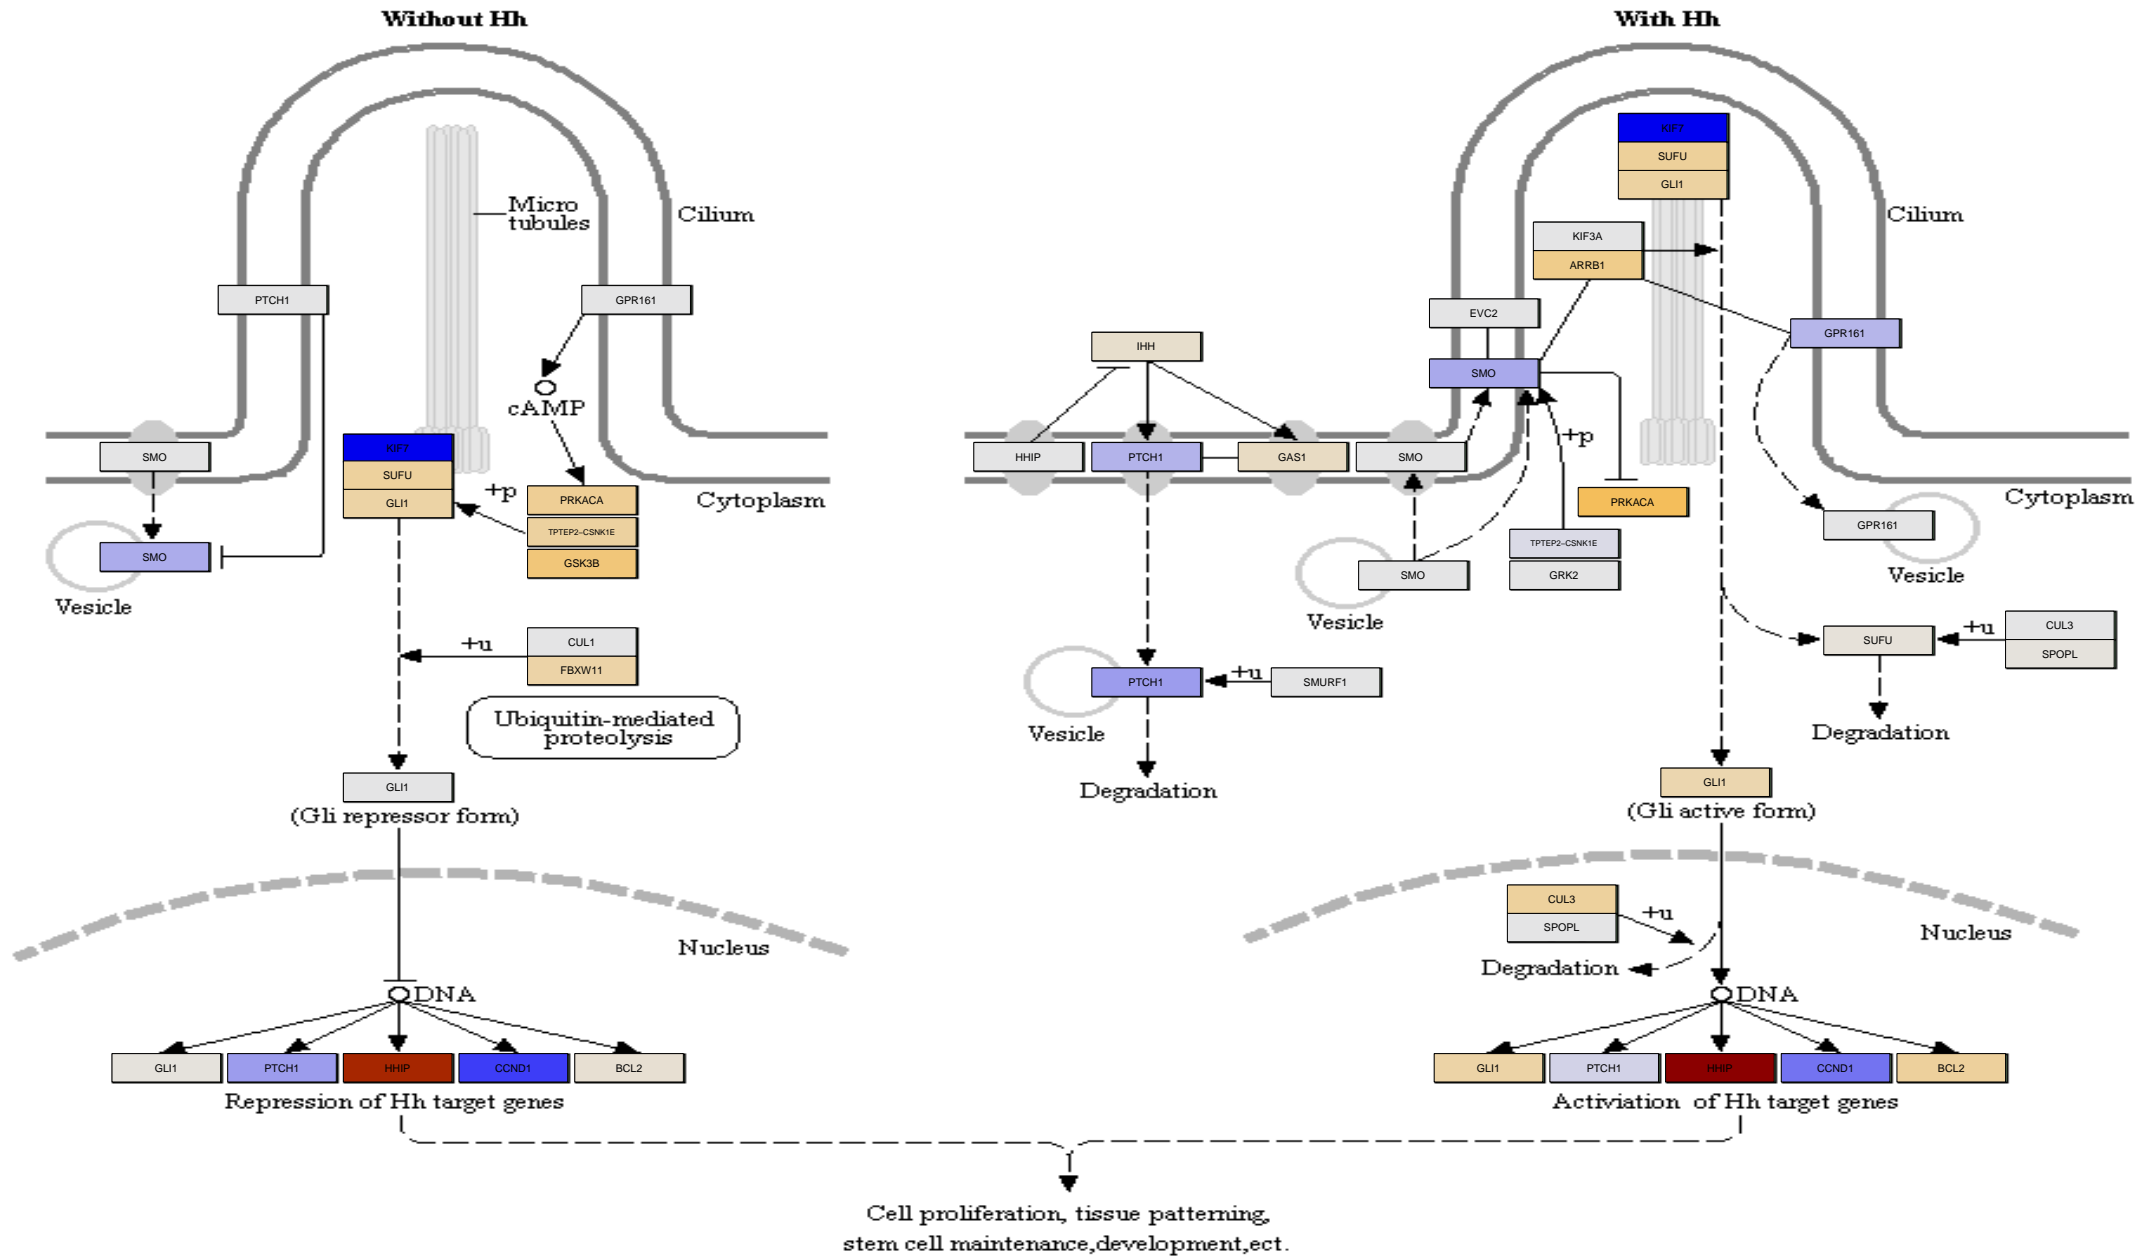 Without Hh
Micro
tubules
Cilium
PTCH1
GPR161
cAMP
SMO
KIF7
SUFU
GLI1
+p
PRKACA
TPTEP2-CSNK1E
GSK3B
Cytoplasm
SMO
Vesicle
CUL1
FBXW11
+u
Ubiquitin-mediated
proteolysis
GLI1
(Gli repressor form)
Nucleus
DNA
GLI1
PTCH1
HHIP
CCND1
BCL2
Repression of Hh target genes
With Hh
KIF7
SUFU
GLI1
Cilium
KIF3A
ARRB1
EVC2
GPR161
IHH
SMO
HHIP
PTCH1
GAS1
SMO
+p
PRKACA
Cytoplasm
GPR161
Vesicle
TPTEP2-CSNK1E
GRK2
SMO
Vesicle
SUFU
+u
CUL3
SPOPL
PTCH1
+u
SMURF1
Vesicle
Degradation
Degradation
GLI1
(Gli active form)
CUL3
SPOPL
+u
Nucleus
Degradation
DNA
GLI1
PTCH1
HHIP
CCND1
BCL2
Activiation of Hh target genes
Cell proliferation, tissue patterning,
stem cell maintenance,development,ect.